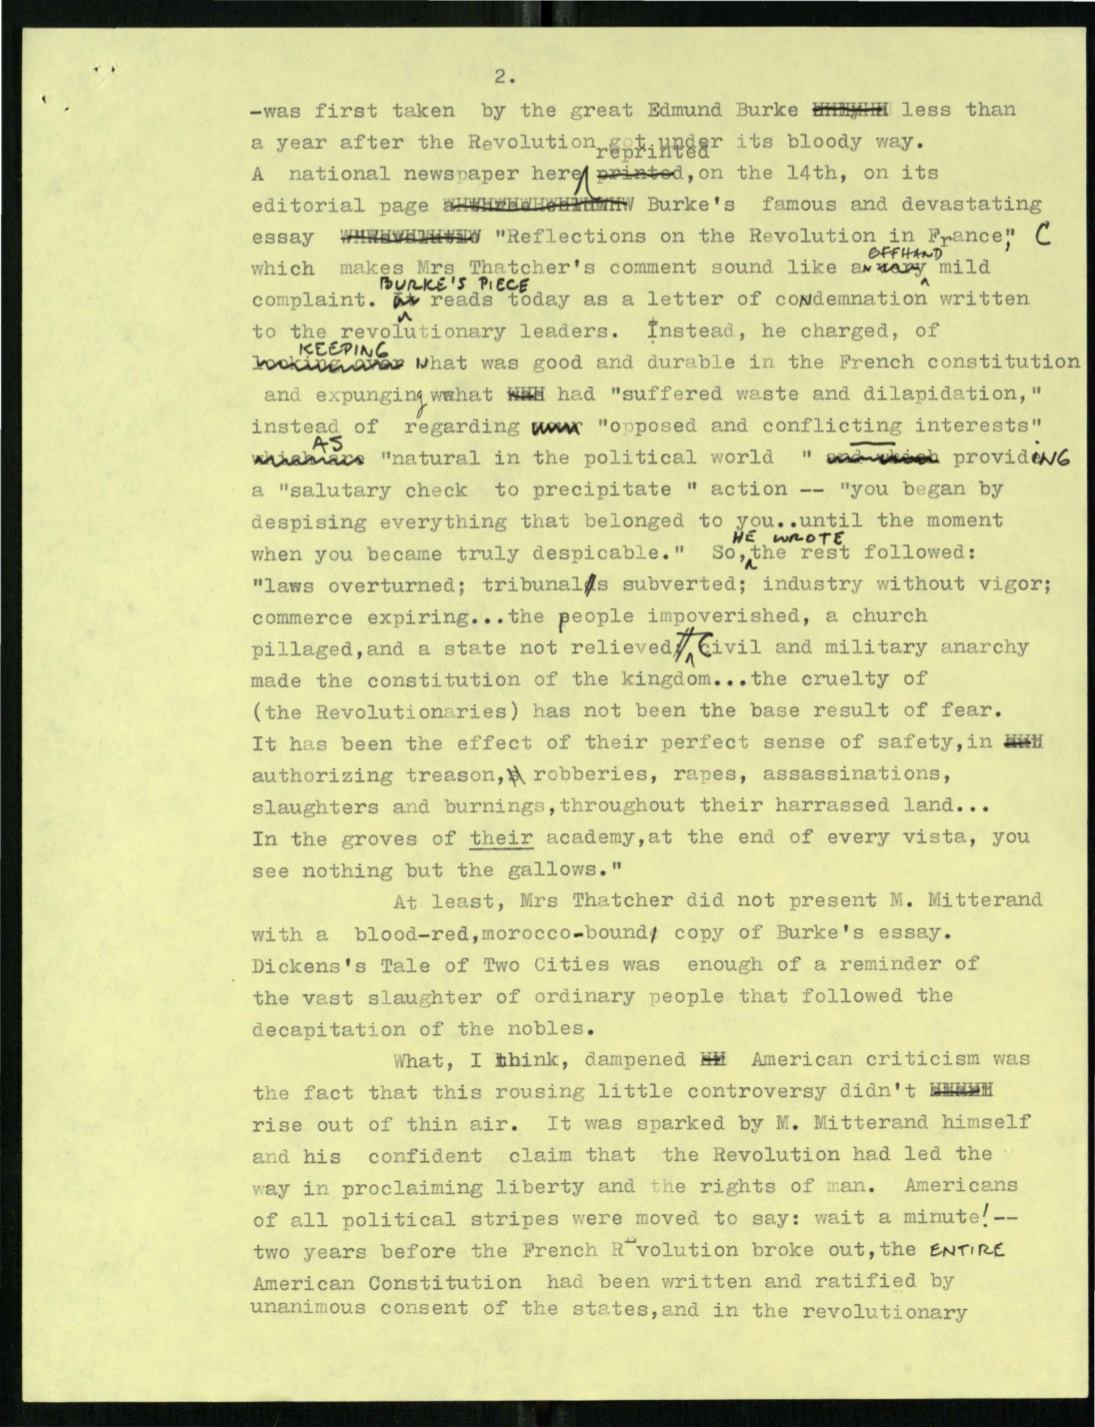 2.
-was first taken by the great Edmund Burke less than
a year after the Revolution got under its bloody way.
reprinted
A national newspaper here printed,on the 14th, on its
editorial page Burke's famous and devastating
essay "Reflections on the Revolution in France", C
OFFHAND
which makes Mrs Thatcher's comment sound like an very mild
BURKE'S PIECE
complaint. It reads today as a letter of coNdemnation written
to the revolutionary leaders. Instead, he charged, of
KEEPING
looking over what was good and durable in the French constitution
and expunging what had "suffered waste and dilapidation,"
instead of regarding "opposed and conflicting interests"
AS
which are "natural in the political world " and which providING
a "salutary check to precipitate " action -- "you began by
despising everything that belonged to you..until the moment
HE WROTE
when you became truly despicable." So, the rest followed:
"laws overturned; tribunals subverted; industry without vigor;
commerce expiring...the people impoverished, a church
pillaged,and a state not relieved Civil and military anarchy
made the constitution of the kingdom...the cruelty of
(the Revolutionaries) has not been the base result of fear.
It has been the effect of their perfect sense of safety,in
authorizing treason, robberies, rapes, assassinations,
slaughters and burnings,throughout their harrassed land...
In the groves of their academy,at the end of every vista, you
see nothing but the gallows."
At least, Mrs Thatcher did not present M. Mitterand
with a blood-red,morocco-bound copy of Burke's essay.
Dickens's Tale of Two Cities was enough of a reminder of
the vast slaughter of ordinary people that followed the
decapitation of the nobles.
What, I think, dampened American criticism was
the fact that this rousing little controversy didn't
rise out of thin air. It was sparked by M. Mitterand himself
and his confident claim that the Revolution had led the
way in proclaiming liberty and the rights of man. Americans
of all political stripes were moved to say: wait a minute!--
two years before the French Revolution broke out,the ENTIRE
American Constitution had been written and ratified by
unanimous consent of the states,and in the revolutionary